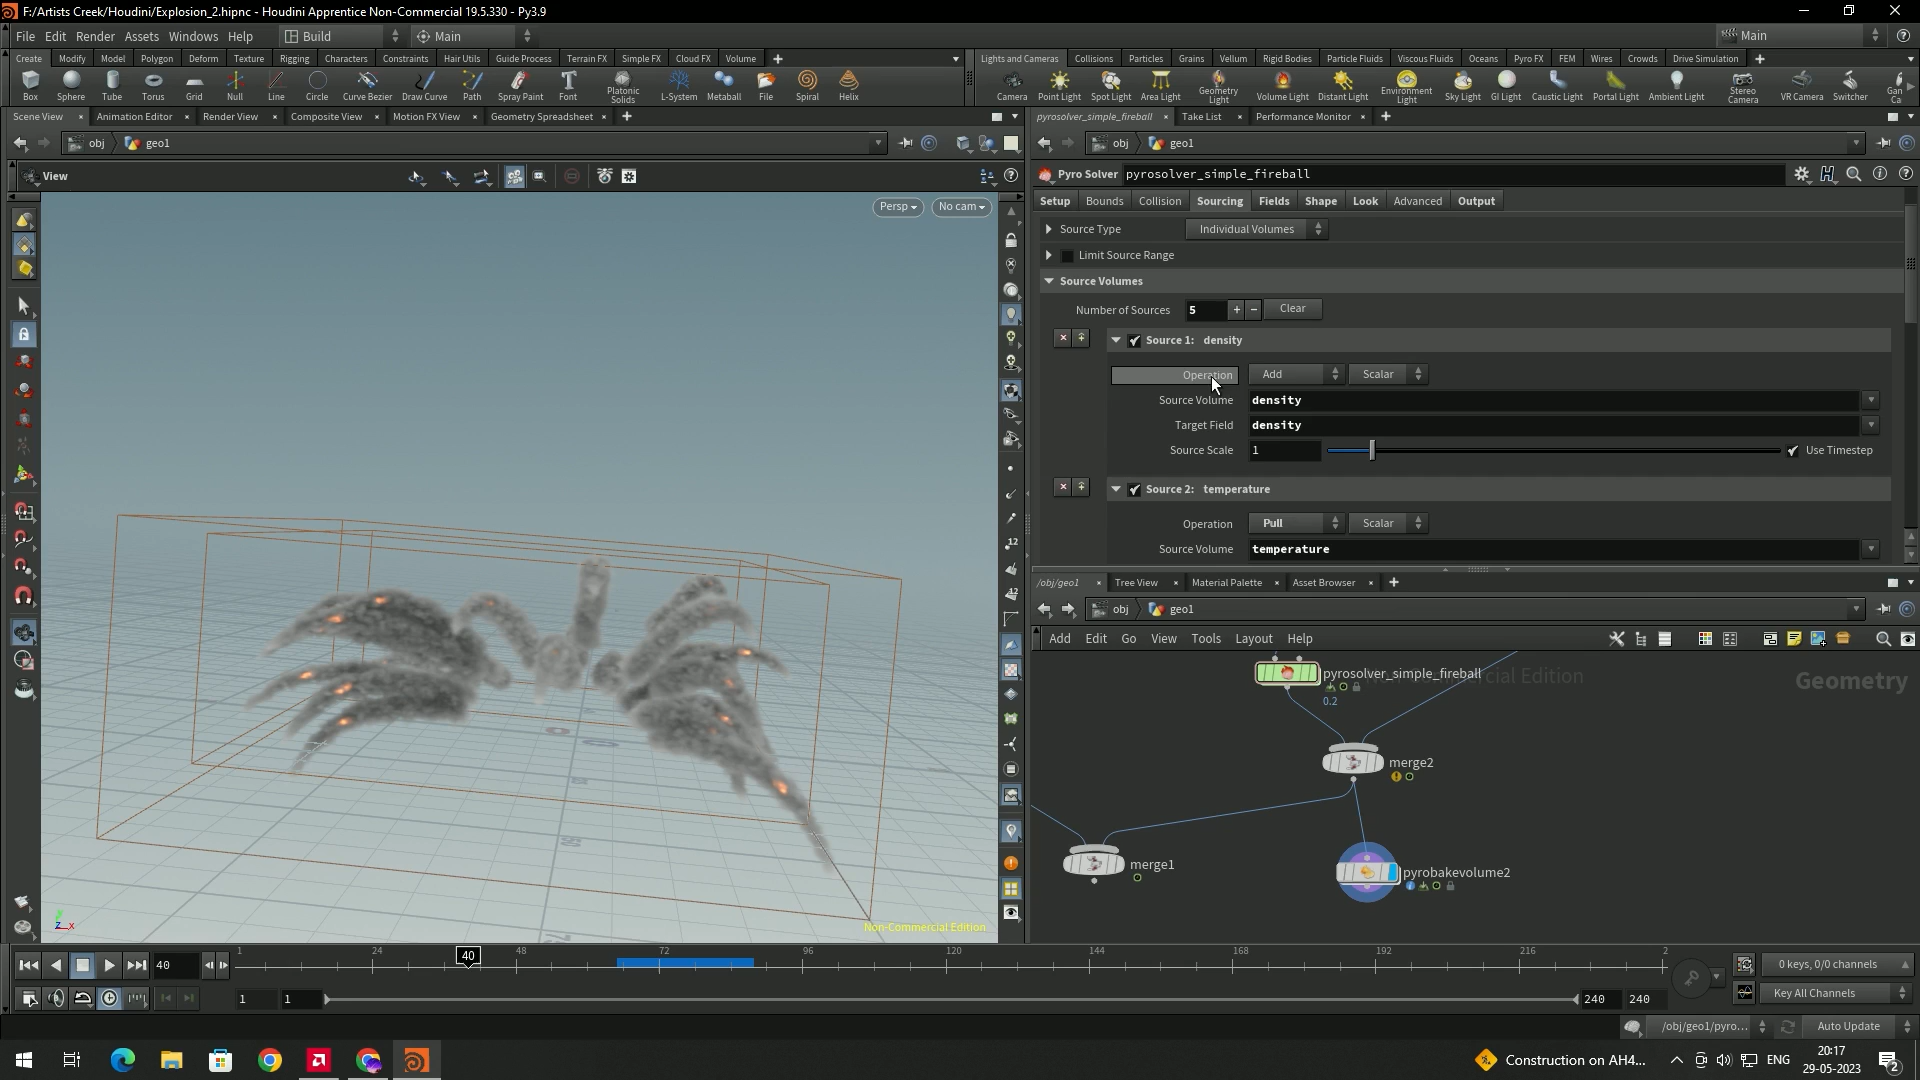 F:/Artists Creek/Houdini/Explosion_2.hipnc - Houdini Apprentice Non-Commercial 19.5.330 - Py3.9
File Edit Render Assets Windows Help Build Main Main
Create Modify Model Polygon Deform Texture Rigging Characters Constraints Hair Utils Guide Process Terrain FX Simple FX Cloud FX Volume
Lights and Cameras Collisions Particles Grains Vellum Rigid Bodies Particle Fluids Viscous Fluids Oceans Pyro FX FEM Wires Crowds Drive Simulation
Box Sphere Tube Torus Grid Null Line Circle Curve Bezier Draw Curve Path Spray Paint Font Platonic Solids L-System Metaball File Spiral Helix
Camera Point Light Spot Light Area Light Geometry Light Volume Light Distant Light Environment Light Sky Light GI Light Caustic Light Portal Light Ambient Light Stereo Camera VR Camera Switcher Gan Ca
Scene View Animation Editor Render View Composite View Motion FX View Geometry Spreadsheet
pyrosolver_simple_fireball Take List Performance Monitor
obj geo1
obj geo1
View
Persp No cam
Pyro Solver pyrosolver_simple_fireball
Setup Bounds Collision Sourcing Fields Shape Look Advanced Output
Source Type Individual Volumes
Limit Source Range
Source Volumes
Number of Sources 5 + − Clear
Source 1: density
Operation Add Scalar
Source Volume density
Target Field density
Source Scale 1 Use Timestep
Source 2: temperature
Operation Pull Scalar
Source Volume temperature
/obj/geo1 Tree View Material Palette Asset Browser
obj geo1
Add Edit Go View Tools Layout Help
Geometry
pyrosolver_simple_fireball
0.2
merge2
merge1
pyrobakevolume2
12
12
z x
Non-Commercial Edition
40 1 24 40 48 72 96 120 144 168 192 216 2
0 keys, 0/0 channels
1 1 240 240
Key All Channels
/obj/geo1/pyro... Auto Update
Construction on AH4... ENG 20:17
29-05-2023
2